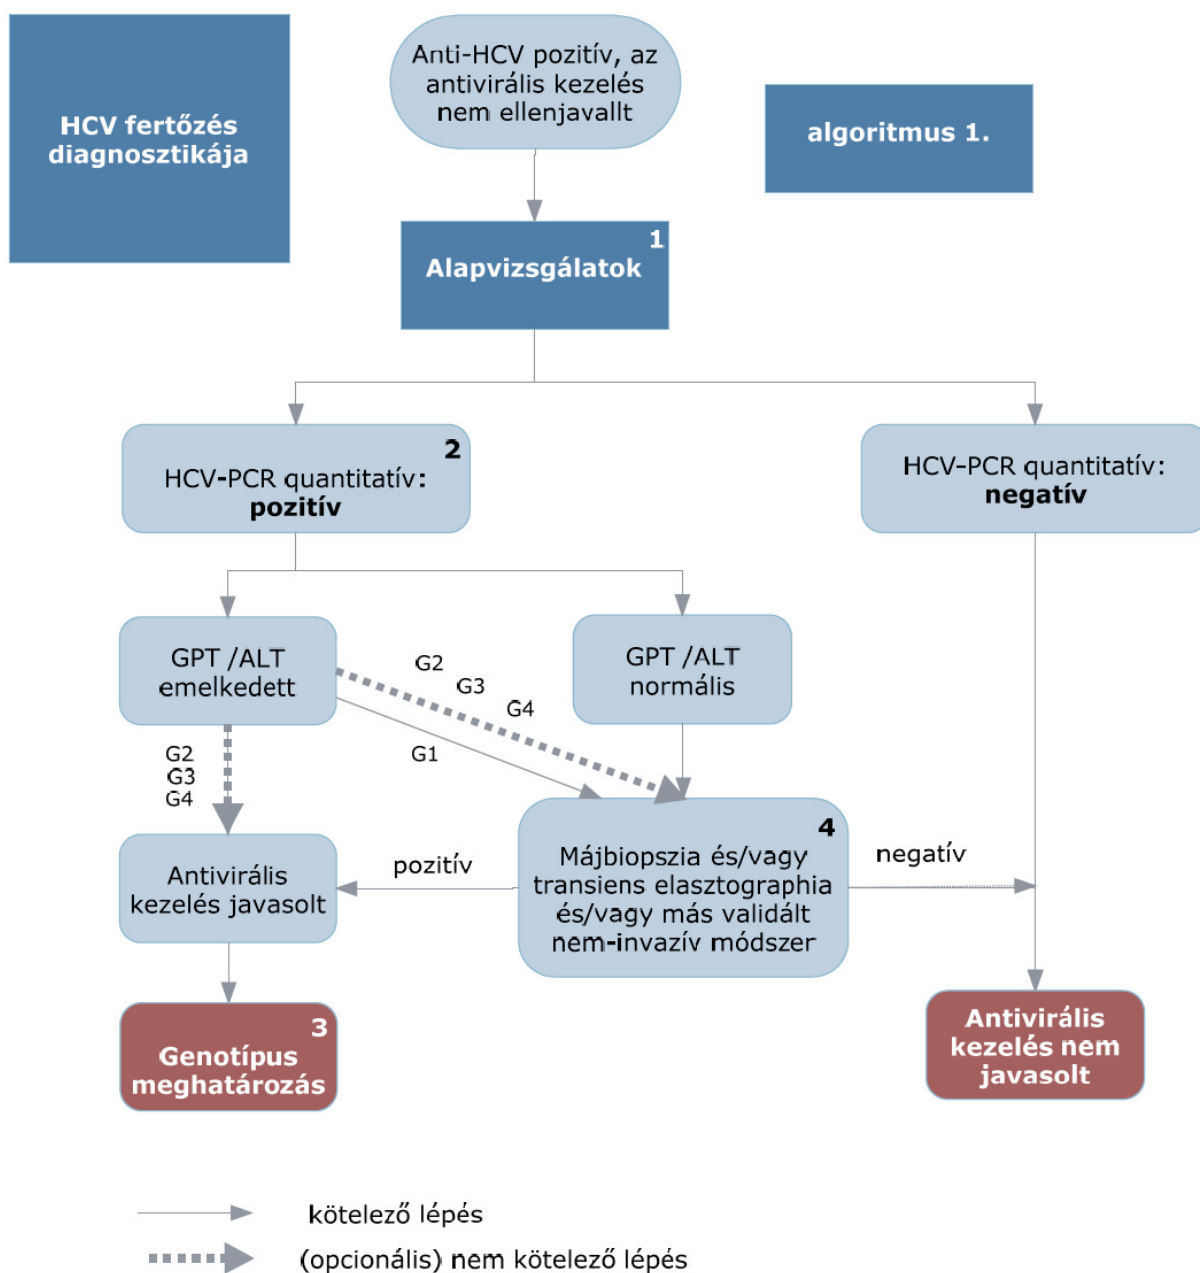 HCV fertőzés
diagnosztikája
Anti-HCV pozitív, az
antivirális kezelés
nem ellenjavallt
algoritmus 1.
1
Alapvizsgálatok
2
HCV-PCR quantitatív:
pozitív
HCV-PCR quantitatív:
negatív
GPT /ALT
emelkedett
G2
G3
G4
GPT /ALT
normális
G1
G2
G3
G4
Antivirális
kezelés javasolt
pozitív
4
Májbiopszia és/vagy
transiens elasztographia
és/vagy más validált
nem-invazív módszer
negatív
3
Genotípus
meghatározás
Antivirális
kezelés nem
javasolt
kötelező lépés
(opcionális) nem kötelező lépés